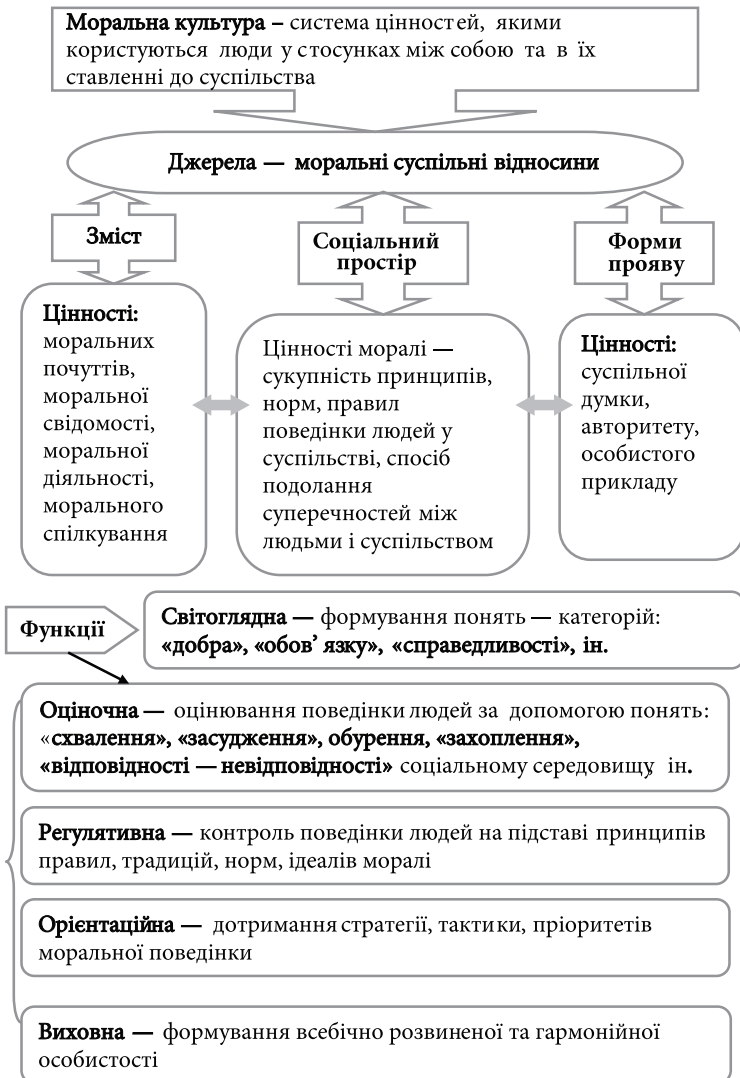 Моральна культура – система цінностей, якими
користуються люди у стосунках між собою та в їх
ставленні до суспільства
Джерела — моральні суспільні відносини
Зміст
Соціальний
простір
Форми
прояву
Цінності:
моральних
почуттів,
моральної
свідомості,
моральної
діяльності,
морального
спілкування
Цінності моралі —
сукупність принципів,
норм, правил
поведінки людей у
суспільстві, спосіб
подолання
суперечностей між
людьми і суспільством
Цінності:
суспільної
думки,
авторитету,
особистого
прикладу
Функції
Світоглядна — формування понять — категорій:
«добра», «обов’ язку», «справедливості», ін.
Оціночна — оцінювання поведінки людей за допомогою понять:
«схвалення», «засудження», обурення, «захоплення»,
«відповідності — невідповідності» соціальному середовищу, ін.
Регулятивна — контроль поведінки людей на підставі принципів
правил, традицій, норм, ідеалів моралі
Орієнтаційна — дотримання стратегії, тактики, пріоритетів
моральної поведінки
Виховна — формування всебічно розвиненої та гармонійної
особистості